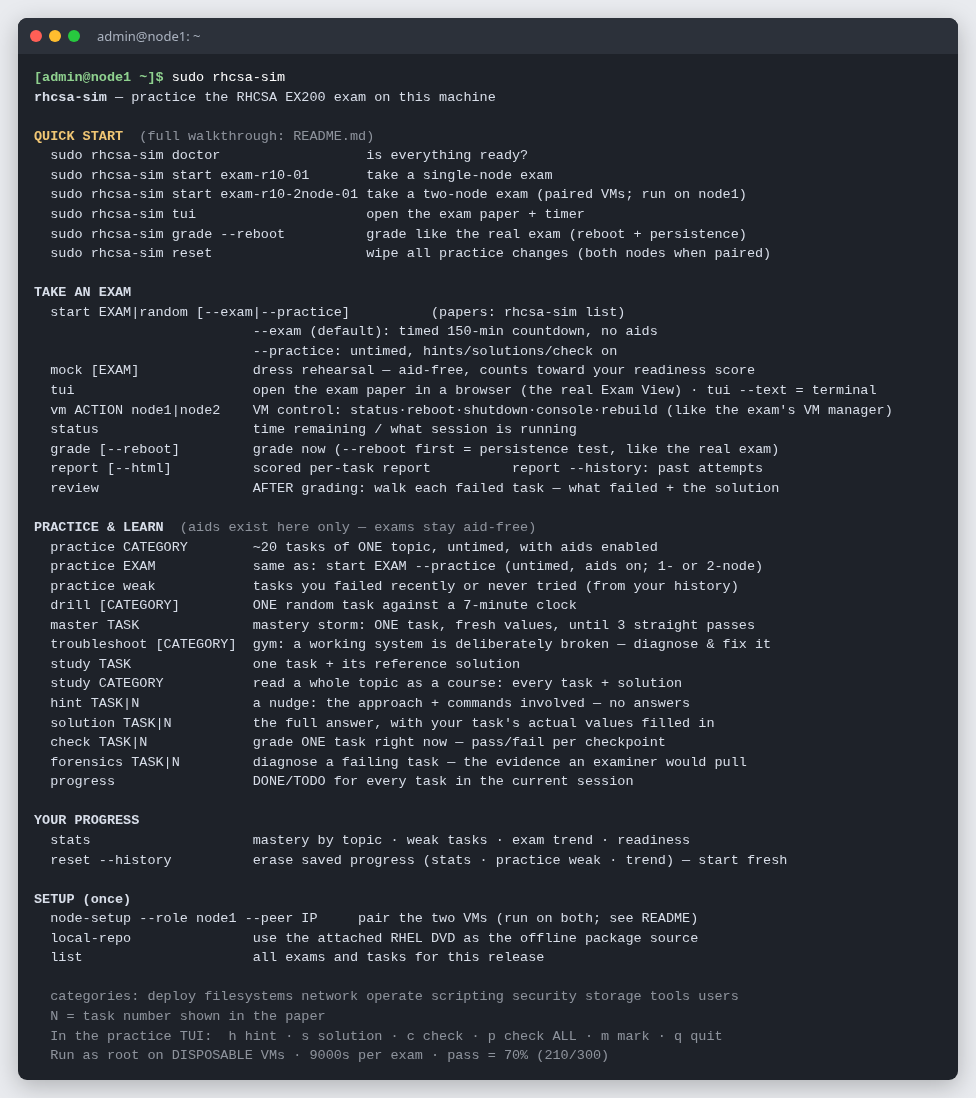 admin@node1: ~
[admin@node1 ~]$ sudo rhcsa-sim
rhcsa-sim — practice the RHCSA EX200 exam on this machine
QUICK START  (full walkthrough: README.md)
  sudo rhcsa-sim doctor                  is everything ready?
  sudo rhcsa-sim start exam-r10-01       take a single-node exam
  sudo rhcsa-sim start exam-r10-2node-01 take a two-node exam (paired VMs; run on node1)
  sudo rhcsa-sim tui                     open the exam paper + timer
  sudo rhcsa-sim grade --reboot          grade like the real exam (reboot + persistence)
  sudo rhcsa-sim reset                   wipe all practice changes (both nodes when paired)
TAKE AN EXAM
  start EXAM|random [--exam|--practice]          (papers: rhcsa-sim list)
                         --exam (default): timed 150-min countdown, no aids
                         --practice: untimed, hints/solutions/check on
  mock [EXAM]              dress rehearsal — aid-free, counts toward your readiness score
  tui                      open the exam paper in a browser (the real Exam View) · tui --text = terminal
  vm ACTION node1|node2    VM control: status·reboot·shutdown·console·rebuild (like the exam's VM manager)
  status                   time remaining / what session is running
  grade [--reboot]         grade now (--reboot first = persistence test, like the real exam)
  report [--html]          scored per-task report          report --history: past attempts
  review                   AFTER grading: walk each failed task — what failed + the solution
PRACTICE & LEARN  (aids exist here only — exams stay aid-free)
  practice CATEGORY        ~20 tasks of ONE topic, untimed, with aids enabled
  practice EXAM            same as: start EXAM --practice (untimed, aids on; 1- or 2-node)
  practice weak            tasks you failed recently or never tried (from your history)
  drill [CATEGORY]         ONE random task against a 7-minute clock
  master TASK              mastery storm: ONE task, fresh values, until 3 straight passes
  troubleshoot [CATEGORY]  gym: a working system is deliberately broken — diagnose & fix it
  study TASK               one task + its reference solution
  study CATEGORY           read a whole topic as a course: every task + solution
  hint TASK|N              a nudge: the approach + commands involved — no answers
  solution TASK|N          the full answer, with your task's actual values filled in
  check TASK|N             grade ONE task right now — pass/fail per checkpoint
  forensics TASK|N         diagnose a failing task — the evidence an examiner would pull
  progress                 DONE/TODO for every task in the current session
YOUR PROGRESS
  stats                    mastery by topic · weak tasks · exam trend · readiness
  reset --history          erase saved progress (stats · practice weak · trend) — start fresh
SETUP (once)
  node-setup --role node1 --peer IP     pair the two VMs (run on both; see README)
  local-repo               use the attached RHEL DVD as the offline package source
  list                     all exams and tasks for this release
  categories: deploy filesystems network operate scripting security storage tools users
  N = task number shown in the paper
  In the practice TUI:  h hint · s solution · c check · p check ALL · m mark · q quit
  Run as root on DISPOSABLE VMs · 9000s per exam · pass = 70% (210/300)